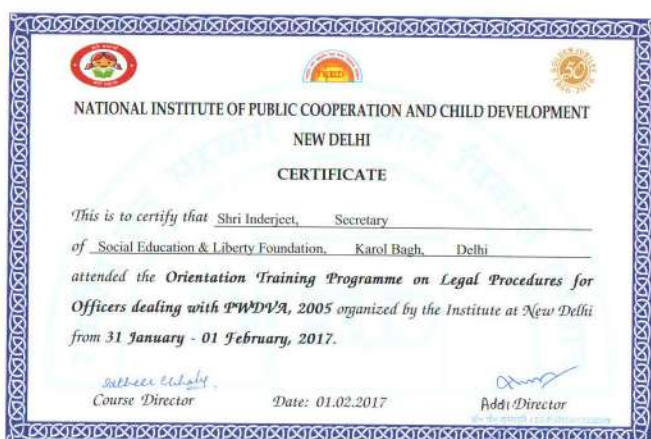 50
NATIONAL INSTITUTE OF PUBLIC COOPERATION AND CHILD DEVELOPMENT
NEW DELHI
CERTIFICATE
This is to certify that Shri Inderjeet, Secretary
of Social Education & Liberty Foundation, Karol Bagh, Delhi
attended the Orientation Training Programme on Legal Procedures for
Officers dealing with PWDVA, 2005 organized by the Institute at New Delhi
from 31 January - 01 February, 2017.
Course Director Date: 01.02.2017 Addl Director